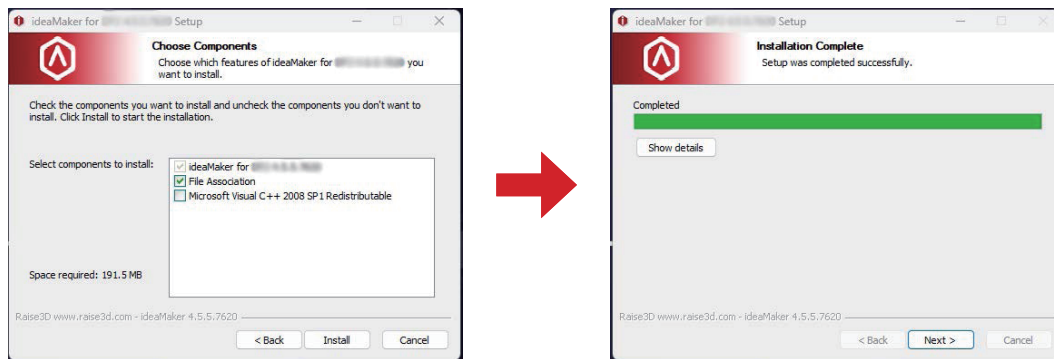 ideaMaker for Setup
Choose Components
Choose which features of ideaMaker for you
want to install.
Check the components you want to install and uncheck the components you don't want to
install. Click Install to start the installation.
Select components to install:
ideaMaker for
File Association
Microsoft Visual C++ 2008 SP1 Redistributable
Space required: 191.5 MB
Raise3D www.raise3d.com - ideaMaker 4.5.5.7620
< Back
Install
Cancel
ideaMaker for Setup
Installation Complete
Setup was completed successfully.
Completed
Show details
Raise3D www.raise3d.com - ideaMaker 4.5.5.7620
< Back
Next >
Cancel